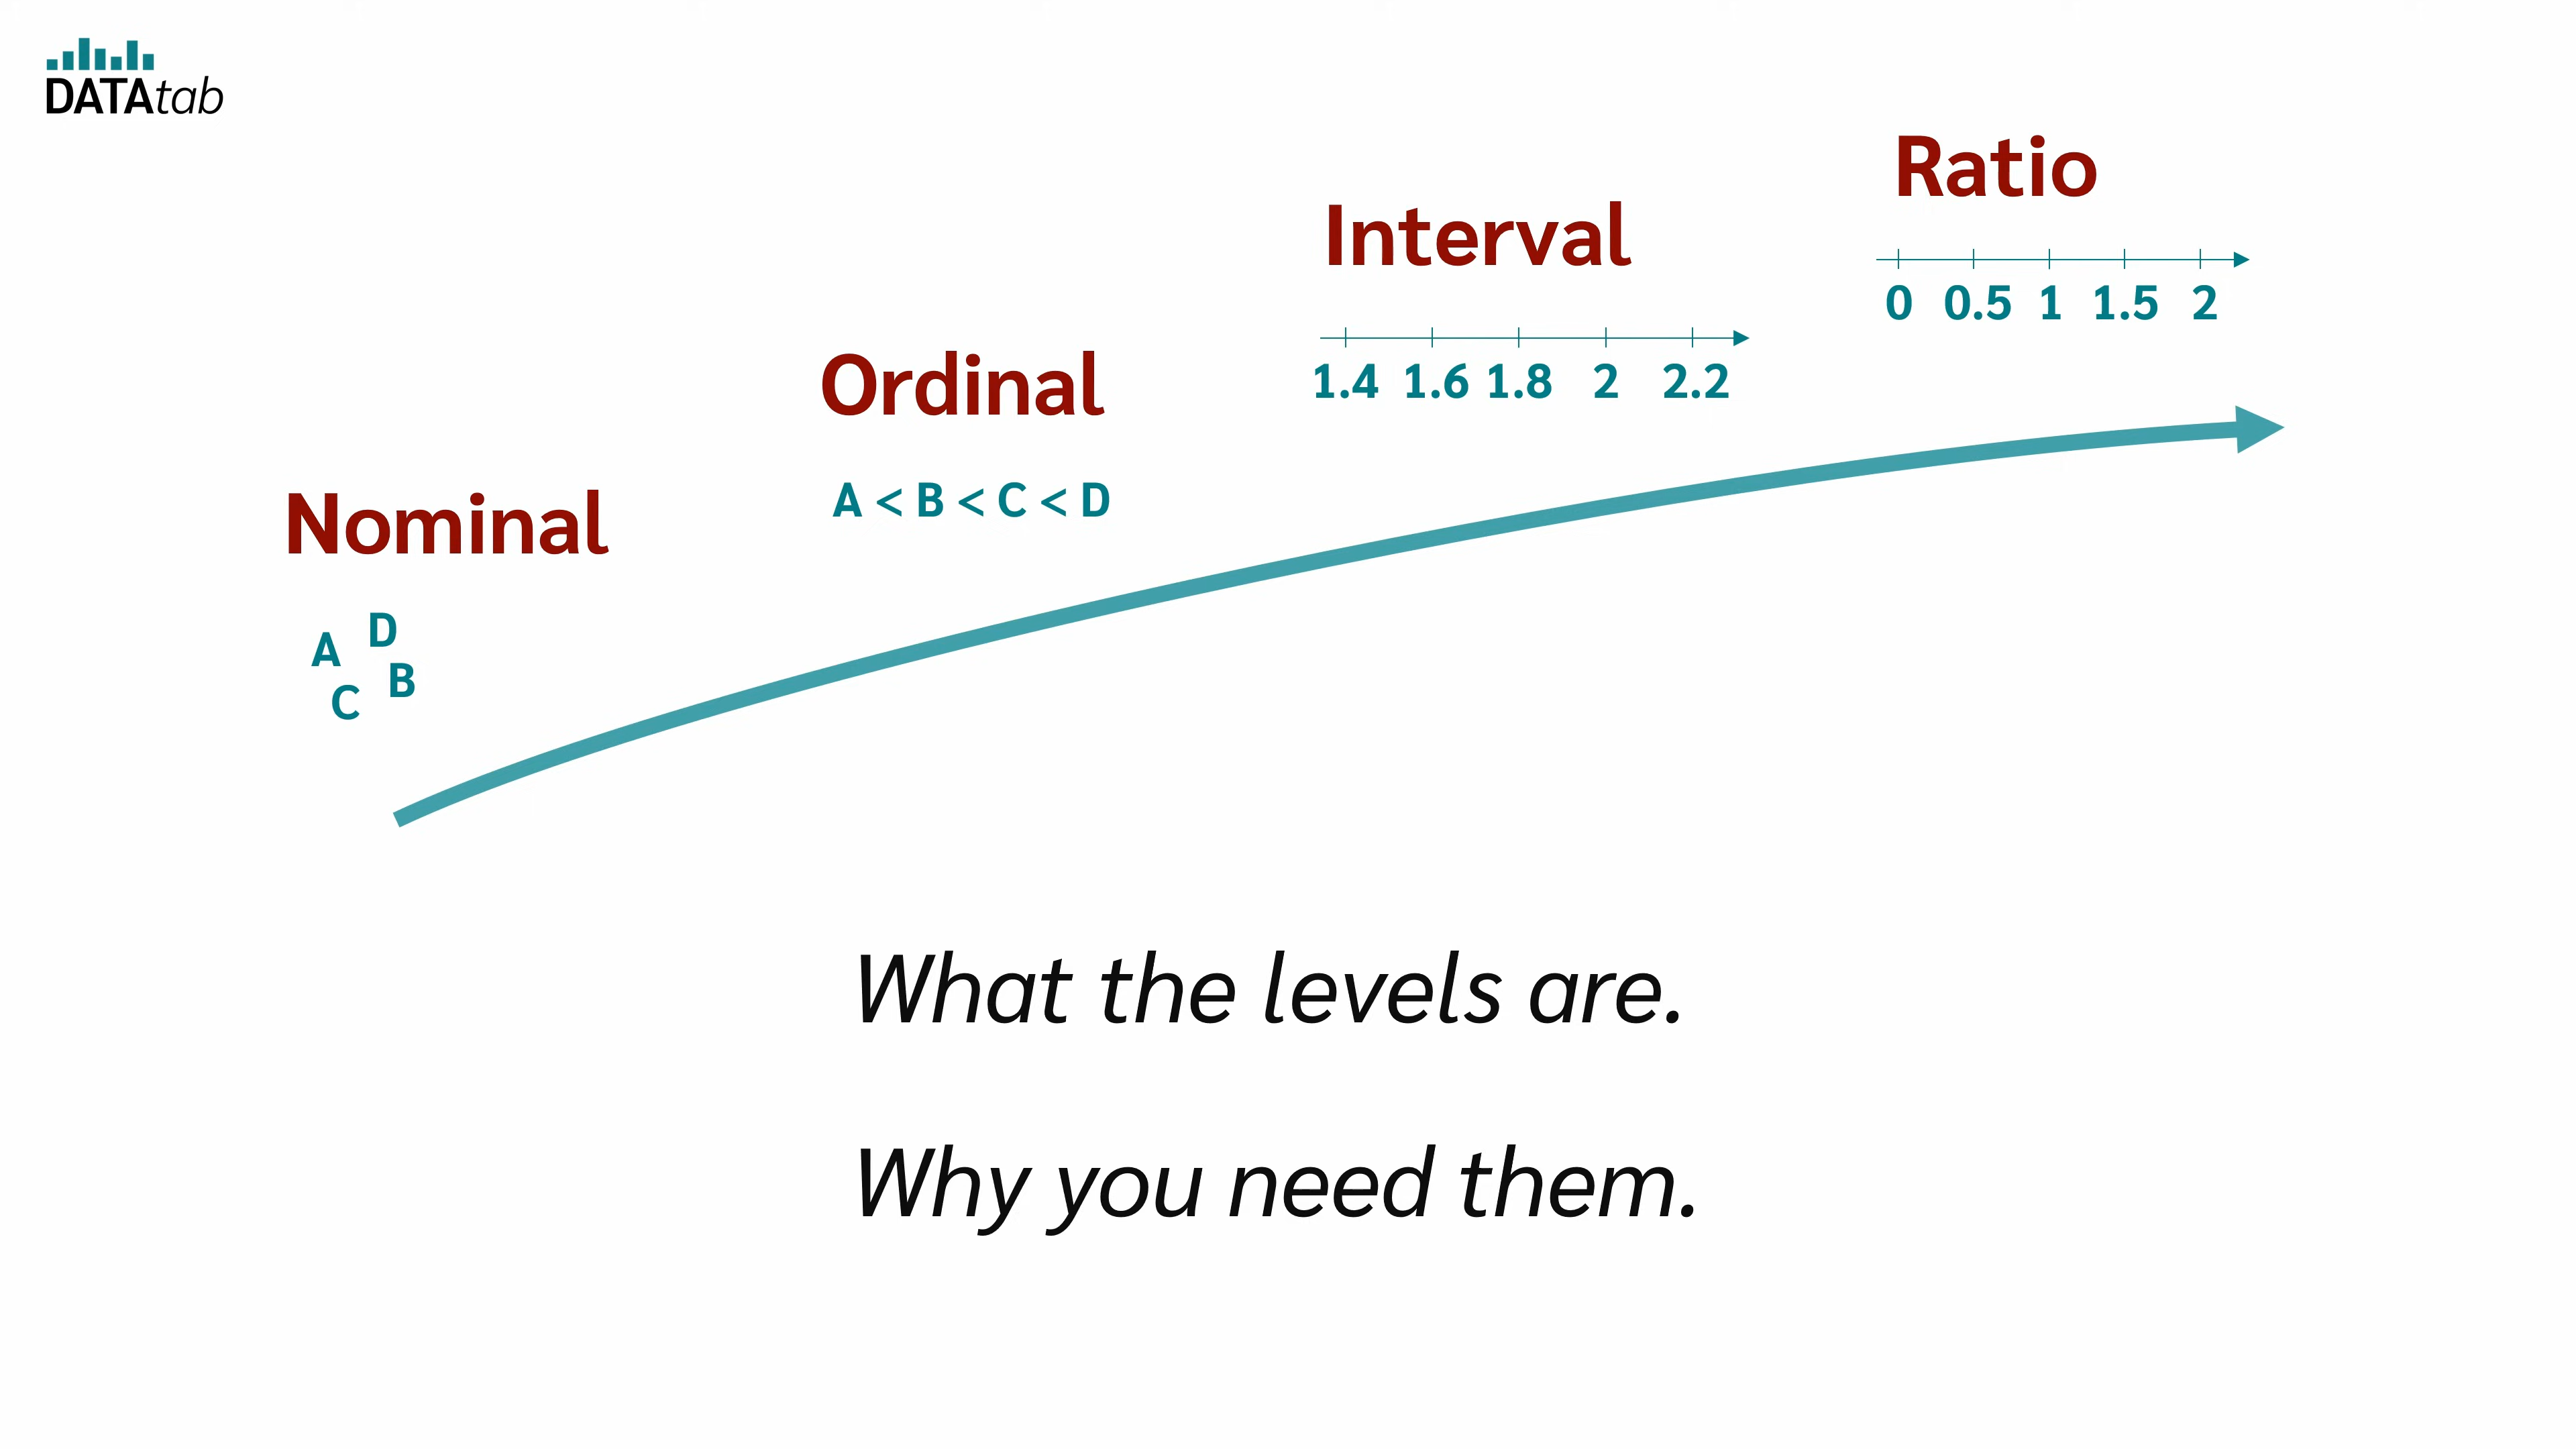 DATAtab
Nominal
A D
C B
Ordinal
A < B < C < D
Interval
1.4 1.6 1.8 2 2.2
Ratio
0 0.5 1 1.5 2
What the levels are.
Why you need them.